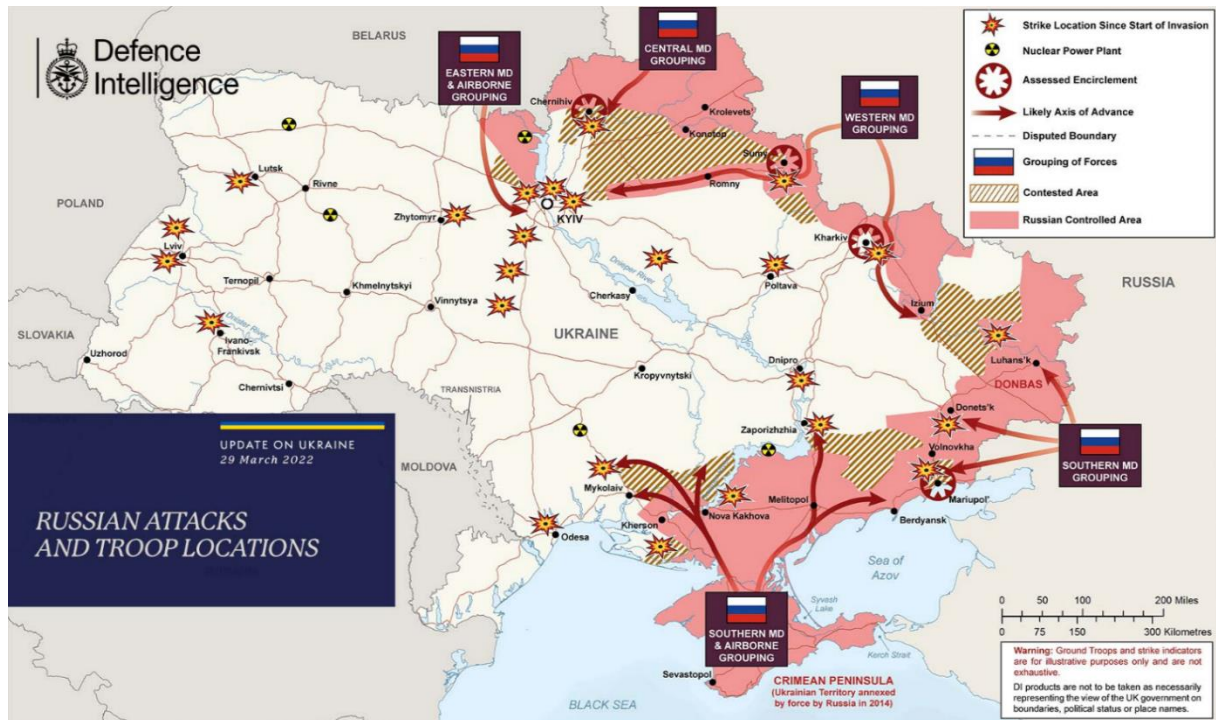 Defence
Intelligence
BELARUS
POLAND
SLOVAKIA
MOLDOVA
TRANSNISTRIA
UKRAINE
RUSSIA
DONBAS
EASTERN MD
& AIRBORNE
GROUPING
CENTRAL MD
GROUPING
WESTERN MD
GROUPING
SOUTHERN MD
GROUPING
SOUTHERN MD
& AIRBORNE
GROUPING
Chernihiv
Krolevets'
Konotop
Sumy
Romny
Lutsk
Rivne
Zhytomyr
KYIV
Kharkiv
Lviv
Ternopil
Khmelnytskyi
Vinnytsya
Cherkasy
Dnieper River
Poltava
Izium
Ivano-
Frankivsk
Dniester River
Uzhorod
Chernivtsi
Kropyvnytski
Dnipro
Luhans'k
Donets'k
Zaporizhzhia
Volnovkha
Mykolaiv
Kherson
Nova Kakhova
Melitopol
Mariupol'
Berdyansk
Odesa
Sea of
Azov
Syvash
Lake
Kerch Strait
Sevastopol
CRIMEAN PENINSULA
(Ukrainian Territory annexed
by force by Russia in 2014)
BLACK SEA
Strike Location Since Start of Invasion
Nuclear Power Plant
Assessed Encirclement
Likely Axis of Advance
Disputed Boundary
Grouping of Forces
Contested Area
Russian Controlled Area
UPDATE ON UKRAINE
29 March 2022
RUSSIAN ATTACKS
AND TROOP LOCATIONS
0 50 100 200 Miles
0 75 150 300 Kilometres
Warning: Ground Troops and strike indicators
are for illustrative purposes only and are not
exhaustive.
DI products are not to be taken as necessarily
representing the view of the UK government on
boundaries, political status or place names.